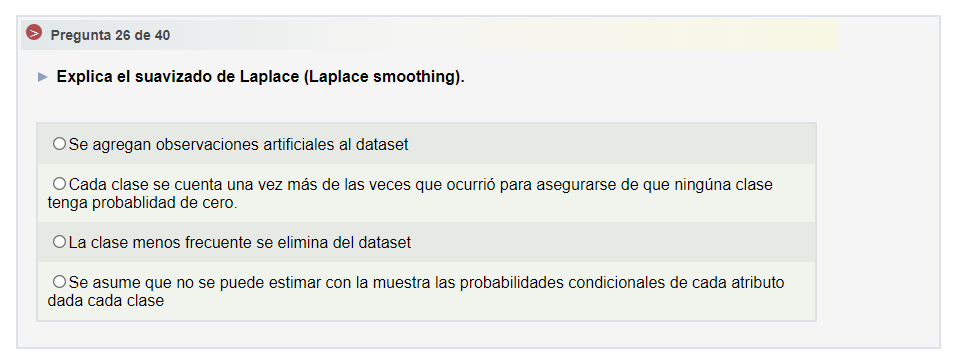 Pregunta 26 de 40
Explica el suavizado de Laplace (Laplace smoothing).
Se agregan observaciones artificiales al dataset
Cada clase se cuenta una vez más de las veces que ocurrió para asegurarse de que ningúna clase
tenga probablidad de cero.
La clase menos frecuente se elimina del dataset
Se asume que no se puede estimar con la muestra las probabilidades condicionales de cada atributo
dada cada clase